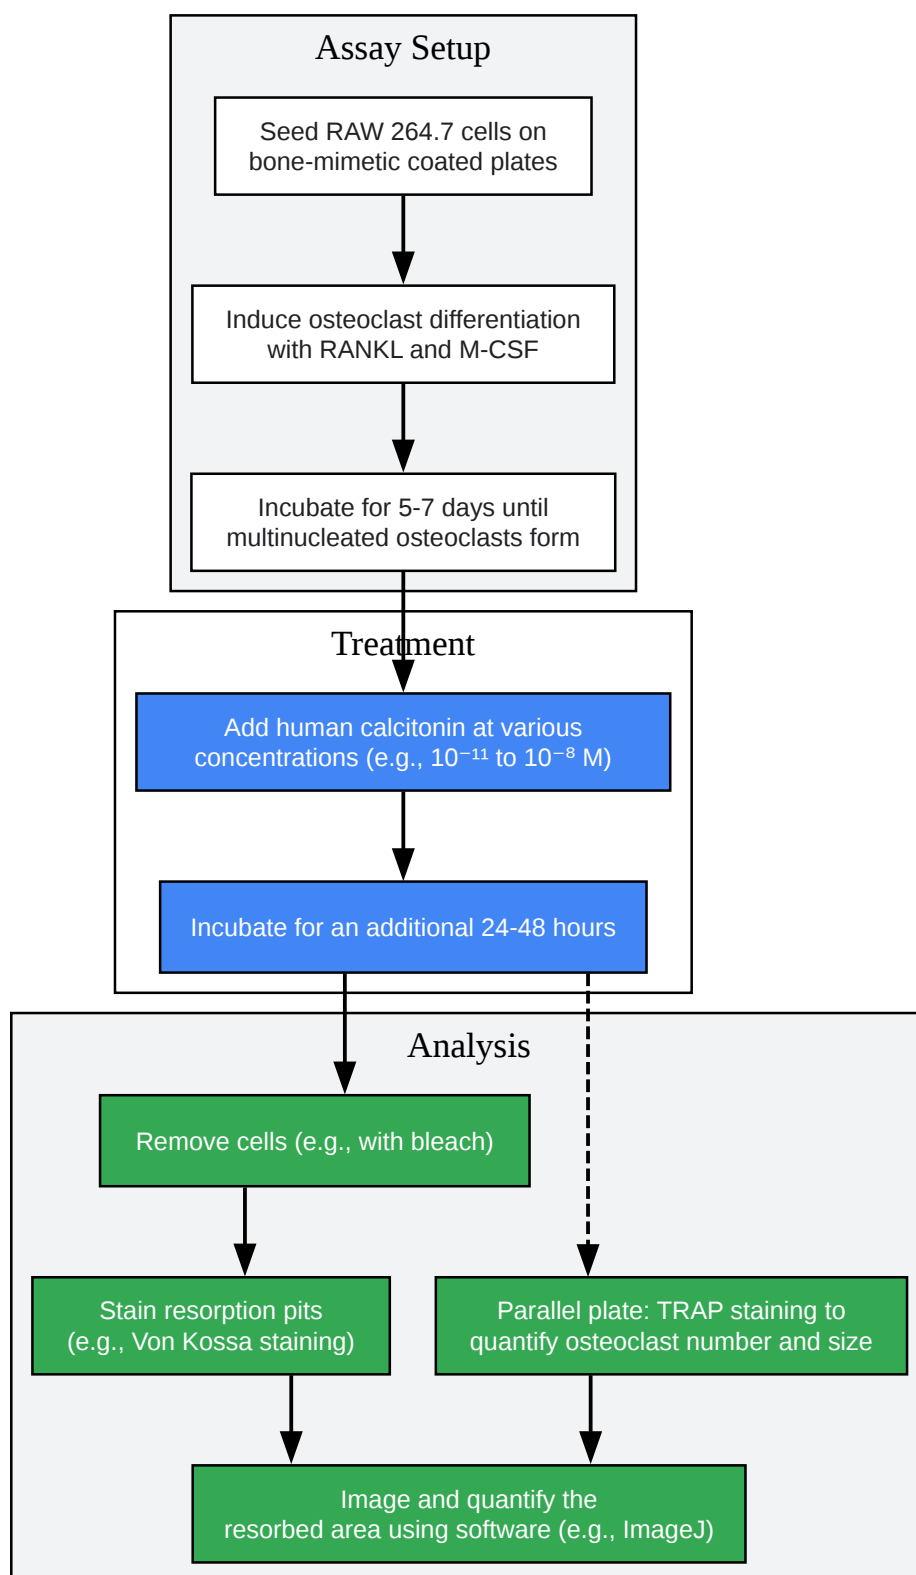 Assay Setup
Seed RAW 264.7 cells on
bone-mimetic coated plates
Induce osteoclast differentiation
with RANKL and M-CSF
Incubate for 5-7 days until
multinucleated osteoclasts form
Treatment
Add human calcitonin at various
concentrations (e.g., 10⁻¹¹ to 10⁻⁸ M)
Incubate for an additional 24-48 hours
Analysis
Remove cells (e.g., with bleach)
Stain resorption pits
(e.g., Von Kossa staining)
Parallel plate: TRAP staining to
quantify osteoclast number and size
Image and quantify the
resorbed area using software (e.g., ImageJ)